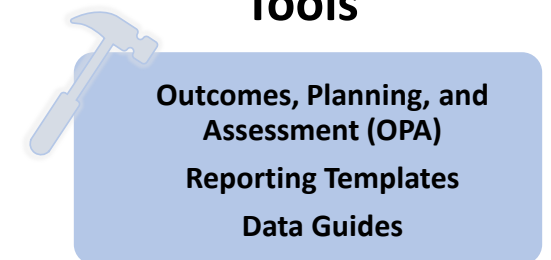 Tools
Outcomes, Planning, and
Assessment (OPA)
Reporting Templates
Data Guides